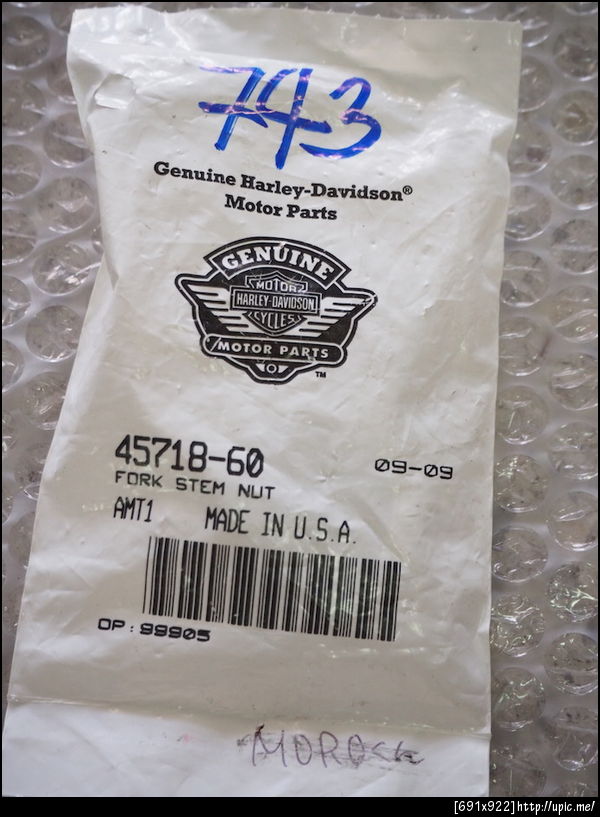 743
Genuine Harley-Davidson®
Motor Parts
GENUINE
MOTOR
HARLEY-DAVIDSON
CYCLES
MOTOR PARTS
™
45718-60 09-09
FORK STEM NUT
AMT1 MADE IN U.S.A.
OP: 99905
[691x922]http://upic.me/